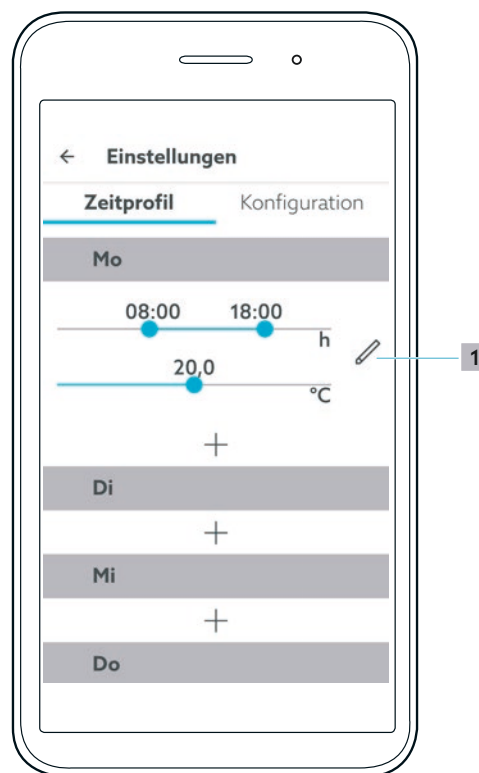 ← Einstellungen
Zeitprofil Konfiguration
Mo
08:00 18:00
h
1
20,0
°C
+
Di
+
Mi
+
Do